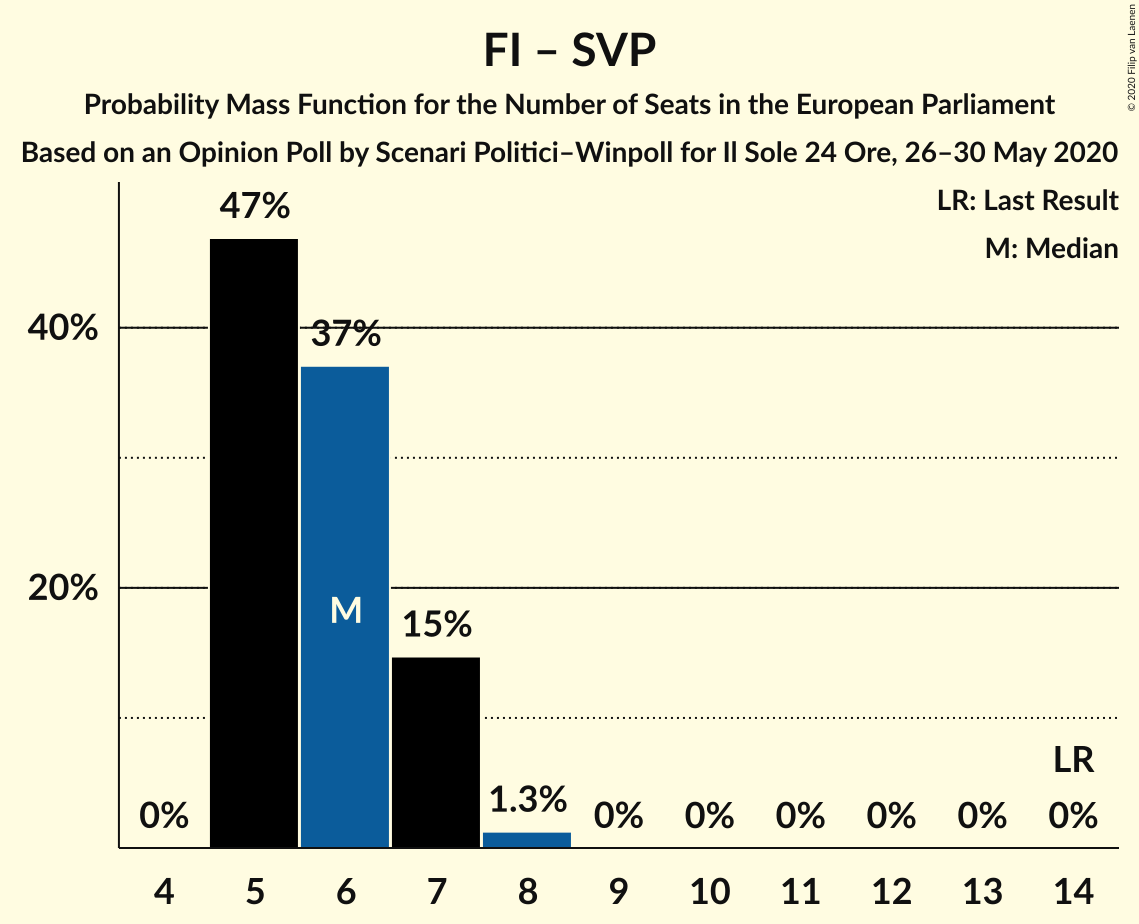 FI – SVP
Probability Mass Function for the Number of Seats in the European Parliament
Based on an Opinion Poll by Scenari Politici–Winpoll for Il Sole 24 Ore, 26–30 May 2020
© 2020 Filip van Laenen
LR: Last Result
M: Median
47%
40%
37%
20%
M
15%
LR
0% 1.3% 0% 0% 0% 0% 0% 0%
4 5 6 7 8 9 10 11 12 13 14